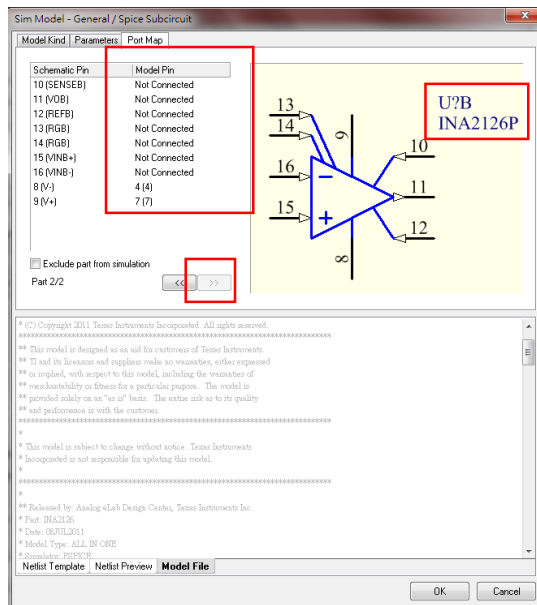 Sim Model - General / Spice Subcircuit
Model Kind Parameters Port Map
Schematic Pin Model Pin
10 (SENSEB) Not Connected
11 (VOB) Not Connected
12 (REFB) Not Connected
13 (RGB) Not Connected
14 (RGB) Not Connected
15 (VINB+) Not Connected
16 (VINB-) Not Connected
8 (V-) 4 (4)
9 (V+) 7 (7)
13
14
16
15
9
8
10
11
12
U?B
INA2126P
Exclude part from simulation
Part 2/2 << >>
* (C) Copyright 2011 Texas Instruments Incorporated. All rights reserved.
******************************************************************************
** This model is designed as an aid for customers of Texas Instruments.
** TI and its licensors and suppliers make no warranties, either expressed
** or implied, with respect to this model, including the warranties of
** merchantability or fitness for a particular purpose. The model is
** provided solely on an "as is" basis. The entire risk as to its quality
** and performance is with the customer.
******************************************************************************
*
* This model is subject to change without notice. Texas Instruments
* Incorporated is not responsible for updating this model.
*
******************************************************************************
*
** Released by: Analog eLab Design Center, Texas Instruments Inc.
* Part: INA2126
* Date: 08JUL2011
* Model Type: ALL IN ONE
* Simulator: PSPICE
Netlist Template Netlist Preview Model File
OK Cancel